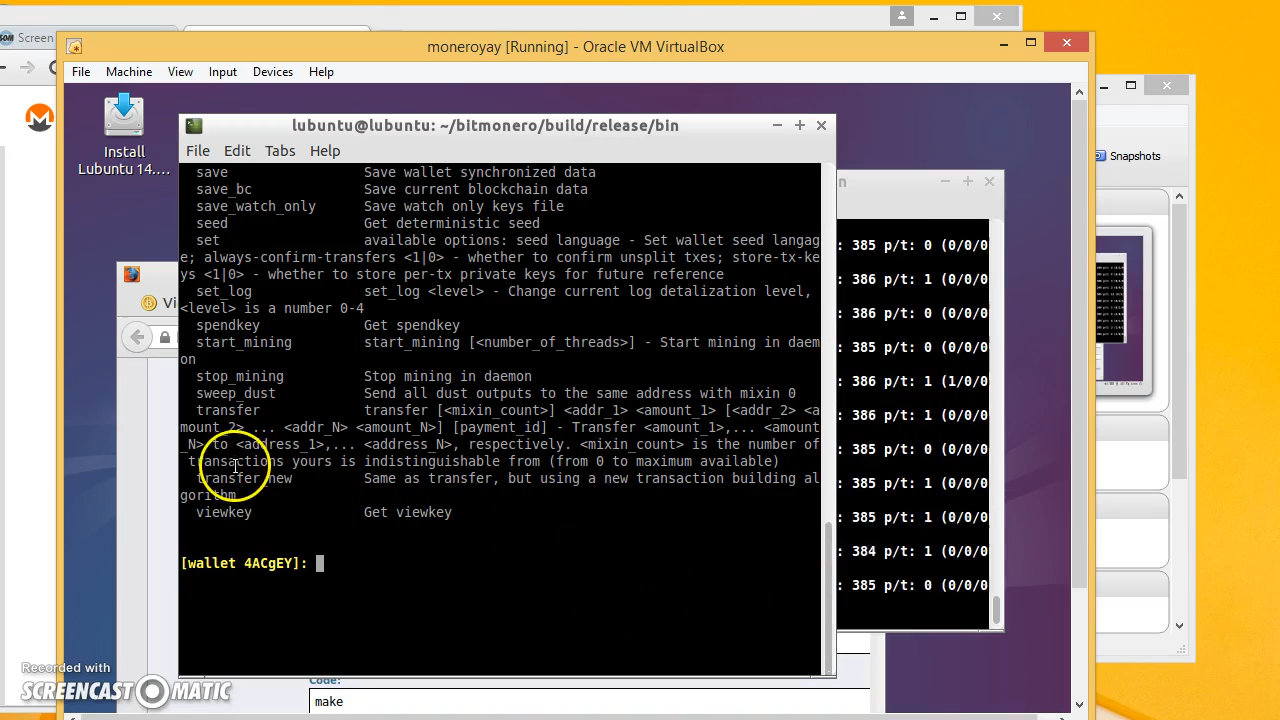 Screen
moneroyay [Running] - Oracle VM VirtualBox
File Machine View Input Devices Help
Install
Lubuntu 14....
Snapshots
lubuntu@lubuntu: ~/bitmonero/build/release/bin
File Edit Tabs Help
save Save wallet synchronized data
save_bc Save current blockchain data
save_watch_only Save watch only keys file
seed Get deterministic seed
set available options: seed language - Set wallet seed langag
e; always-confirm-transfers <1|0> - whether to confirm unsplit txes; store-tx-ke
ys <1|0> - whether to store per-tx private keys for future reference
set_log set_log <level> - Change current log detalization level,
<level> is a number 0-4
spendkey Get spendkey
start_mining start_mining [<number_of_threads>] - Start mining in daem
on
stop_mining Stop mining in daemon
sweep_dust Send all dust outputs to the same address with mixin 0
transfer transfer [<mixin_count>] <addr_1> <amount_1> [<addr_2> <a
mount_2> ... <addr_N> <amount_N>] [payment_id] - Transfer <amount_1>,... <amount
_N> to <address_1>,... <address_N>, respectively. <mixin_count> is the number of
transactions yours is indistinguishable from (from 0 to maximum available)
transfer_new Same as transfer, but using a new transaction building al
gorithm
viewkey Get viewkey
[wallet 4ACgEY]:
n
: 385 p/t: 0 (0/0/0
: 386 p/t: 1 (0/0/0
: 386 p/t: 0 (0/0/0
: 385 p/t: 0 (0/0/0
: 386 p/t: 1 (1/0/0
: 386 p/t: 1 (0/0/0
: 385 p/t: 0 (0/0/0
: 385 p/t: 1 (0/0/0
: 385 p/t: 1 (0/0/0
: 384 p/t: 1 (0/0/0
: 385 p/t: 0 (0/0/0
Vi
Code:
make
Recorded with
SCREENCAST MATIC